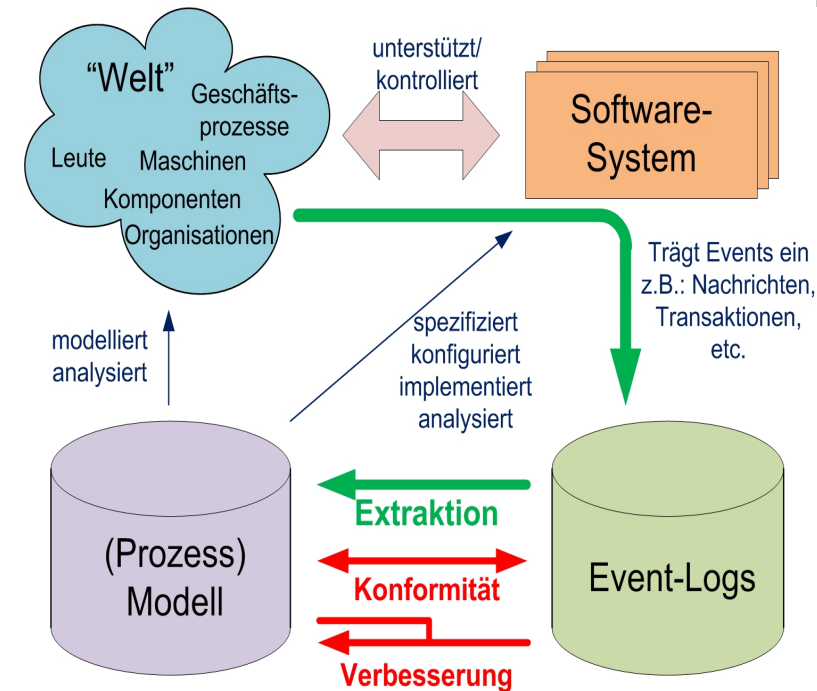 “Welt”
Geschäfts-
prozesse
Leute
Maschinen
Komponenten
Organisationen
unterstützt/
kontrolliert
Software-
System
Trägt Events ein
z.B.: Nachrichten,
Transaktionen,
etc.
modelliert
analysiert
spezifiziert
konfiguriert
implementiert
analysiert
(Prozess)
Modell
Extraktion
Konformität
Verbesserung
Event-Logs